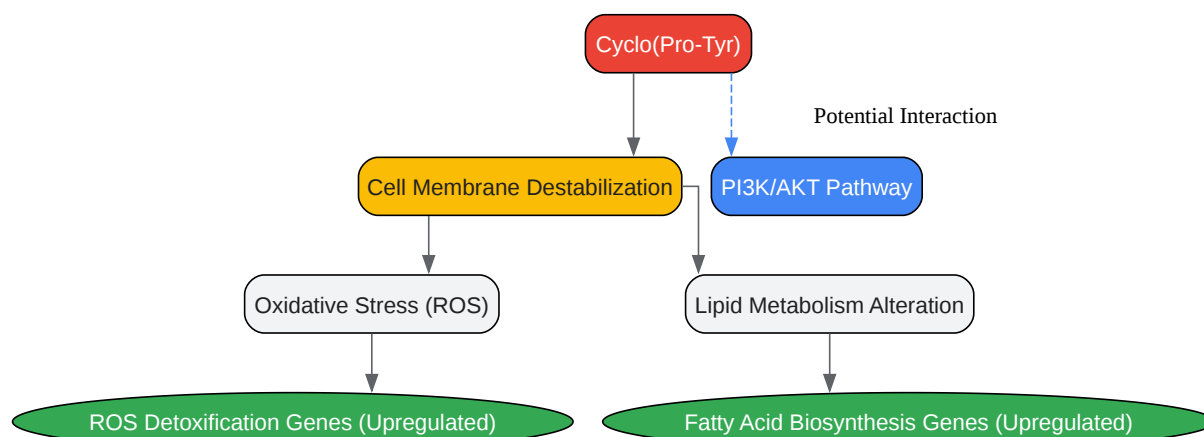 Cyclo(Pro-Tyr)
Potential Interaction
Cell Membrane Destabilization
PI3K/AKT Pathway
Oxidative Stress (ROS)
Lipid Metabolism Alteration
ROS Detoxification Genes (Upregulated)
Fatty Acid Biosynthesis Genes (Upregulated)